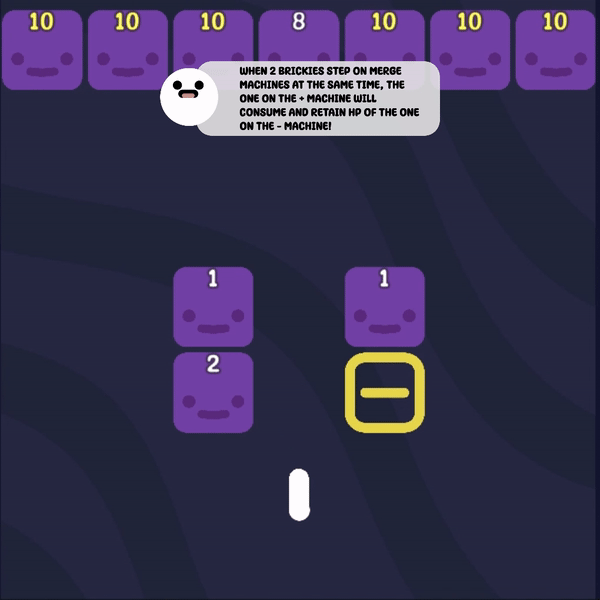 10 10 10 8 10 10 10
WHEN 2 BRICKIES STEP ON MERGE
MACHINES AT THE SAME TIME, THE
ONE ON THE + MACHINE WILL
CONSUME AND RETAIN HP OF THE ONE
ON THE - MACHINE!
1 1
2